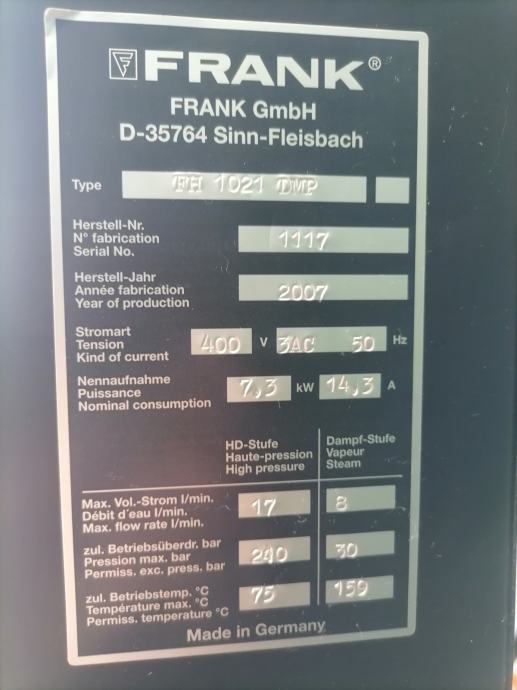 FRANK®
FRANK GmbH
D-35764 Sinn-Fleisbach
Type FH 1021 DMP
Herstell-Nr.
N° fabrication 1117
Serial No.
Herstell-Jahr
Année fabrication 2007
Year of production
Stromart
Tension 400 V 3AC 50 Hz
Kind of current
Nennaufnahme
Puissance 7,3 kW 14,3 A
Nominal consumption
HD-Stufe
Haute-pression
High pressure
Dampf-Stufe
Vapeur
Steam
Max. Vol.-Strom l/min.
Débit d'eau l/min. 17 8
Max. flow rate l/min.
zul. Betriebsüberdr. bar
Pression max. bar 240 30
Permiss. exc. press. bar
zul. Betriebstemp. °C
Température max. °C 75 159
Permiss. temperature °C
Made in Germany